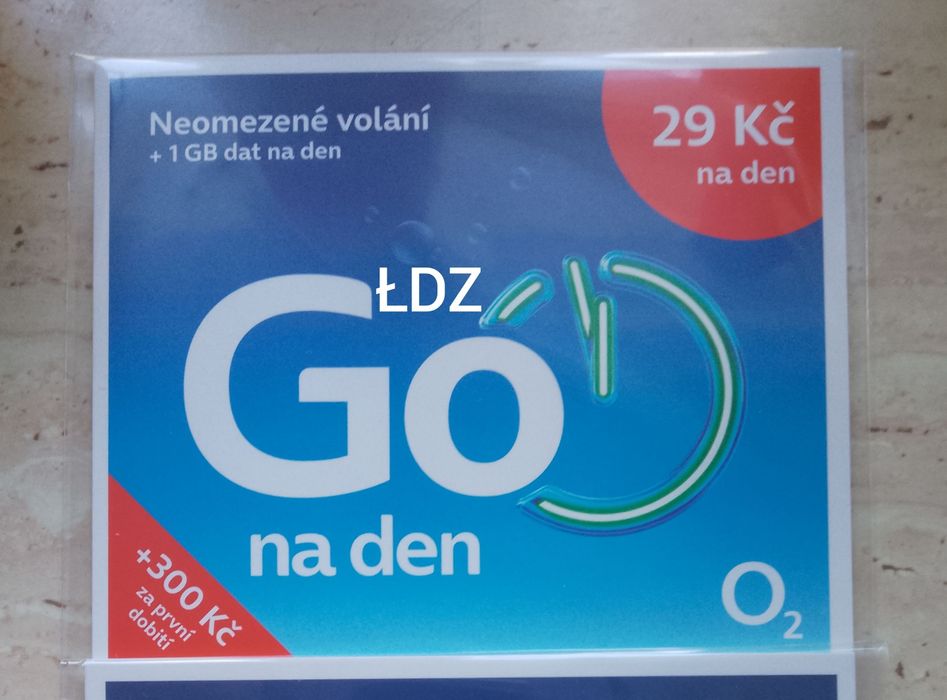 Neomezené volání
+ 1 GB dat na den
29 Kč
na den
ŁDZ
Go
na den
+300 Kč
za první
dobití
O2